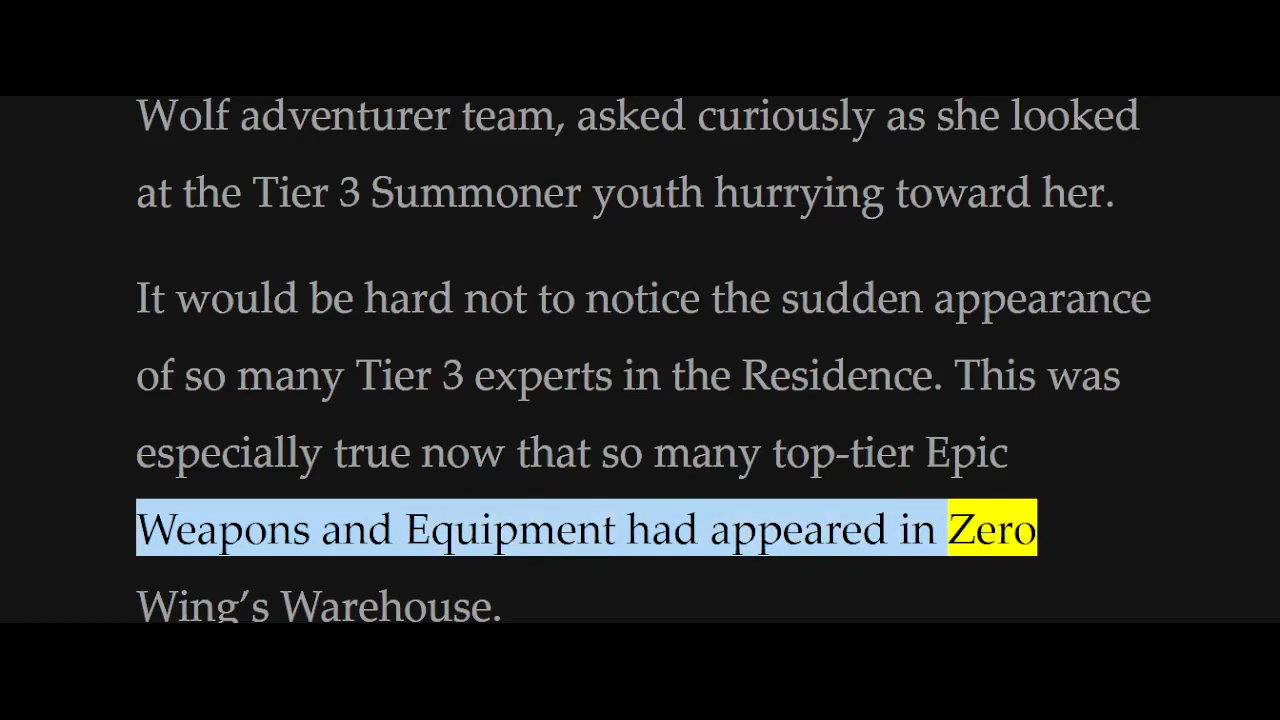 Wolf adventurer team, asked curiously as she looked
at the Tier 3 Summoner youth hurrying toward her.
It would be hard not to notice the sudden appearance
of so many Tier 3 experts in the Residence. This was
especially true now that so many top-tier Epic
Weapons and Equipment had appeared in Zero
Wing’s Warehouse.